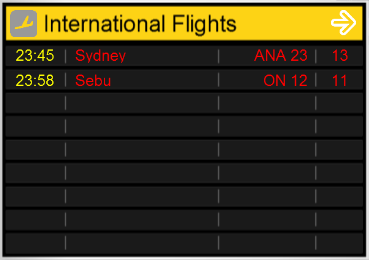 International Flights
23:45 Sydney ANA 23 13
23:58 Sebu ON 12 11